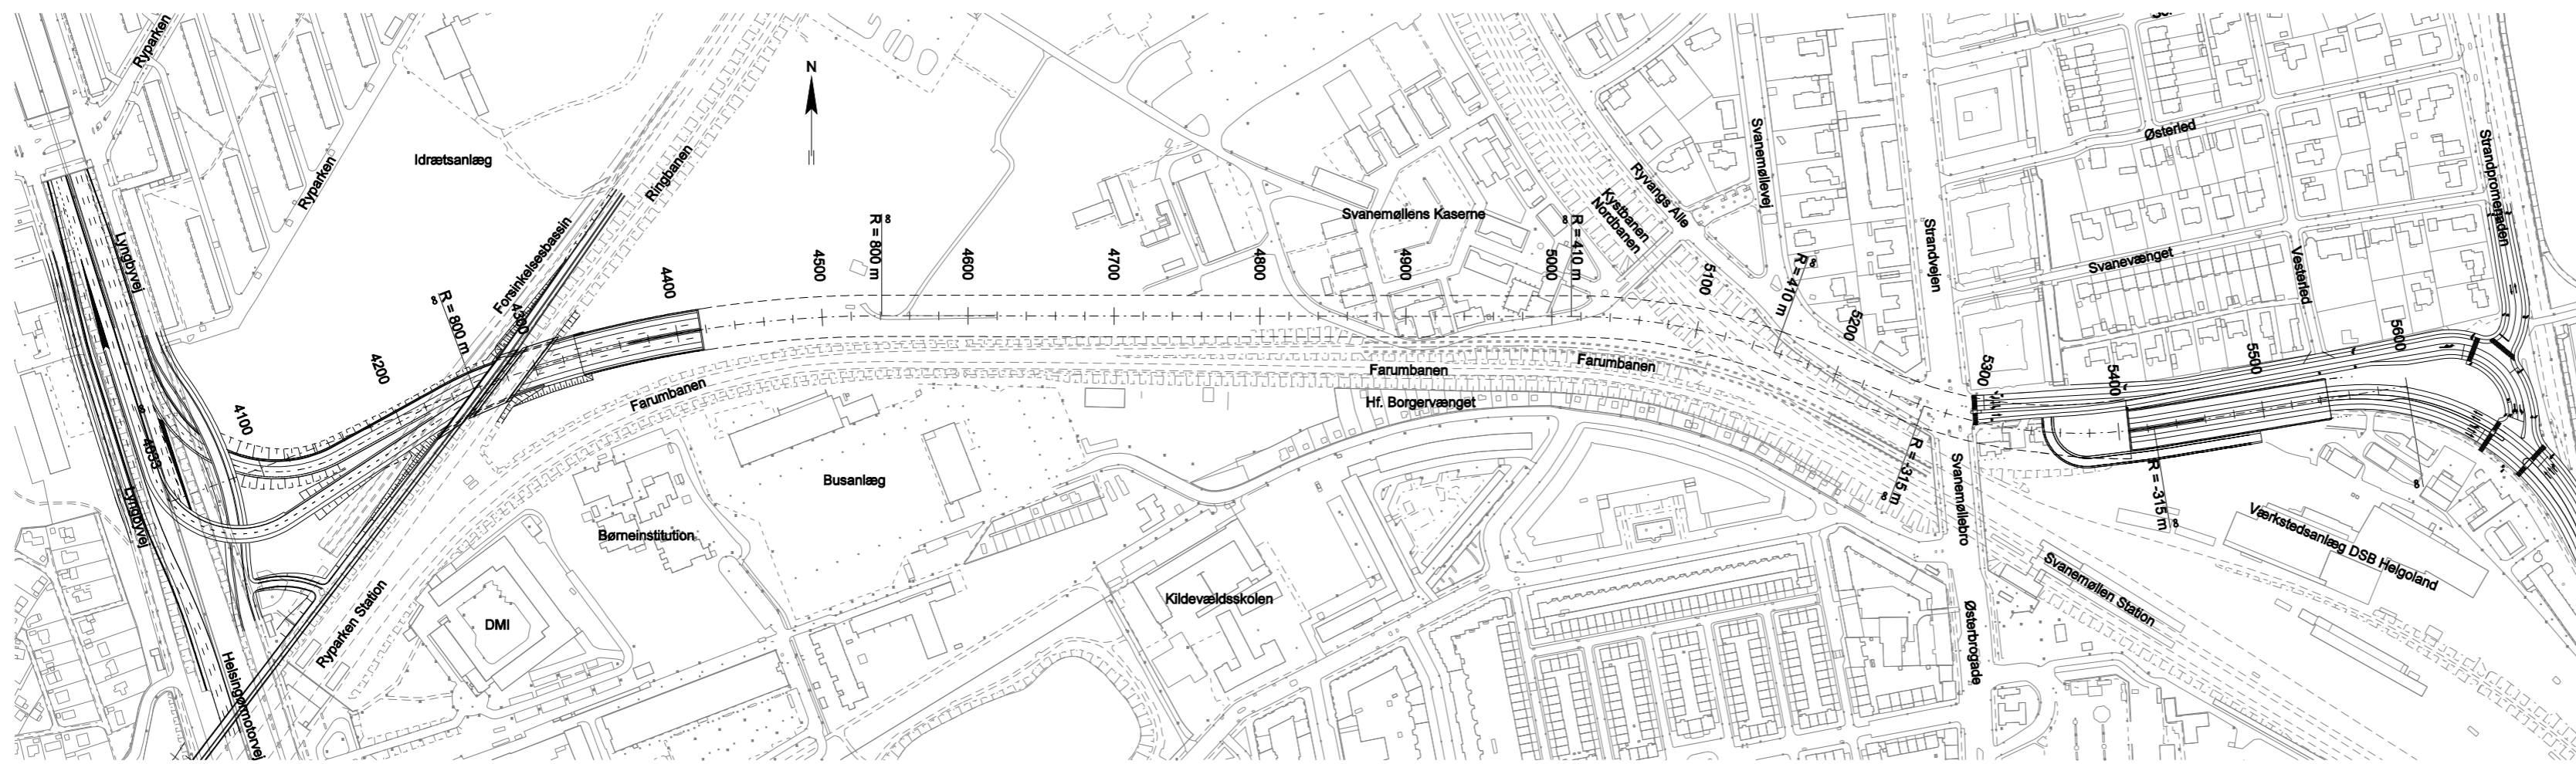 Ryparken
N
Idrætsanlæg
Ringbanen
Ryparken
Lyngbyvej
Forsinkelsesbassin
R = 800 m
4200
4300
4400
4500
R = 800 m
4600
4700
4800
4900
5000
R = 410 m
5100
R = 410 m
5200
5300
5400
5500
5600
Svanemøllens Kaserne
Kystbanen
Nordbanen
Ryvangs Alle
Svanemøllevej
Strandvejen
Østerled
Strandpromenaden
Svanevænget
Vesterled
4100
4033
Farumbanen
Farumbanen
Farumbanen
Hf. Borgervænget
Lyngbyvej
Busanlæg
Børneinstitution
DMI
Ryparken Station
Helsingørmotorvej
Kildevældsskolen
R = -315 m
Svanemøllebro
Østerbrogade
R = -315 m
Svanemøllen Station
Værkstedsanlæg DSB Helgoland